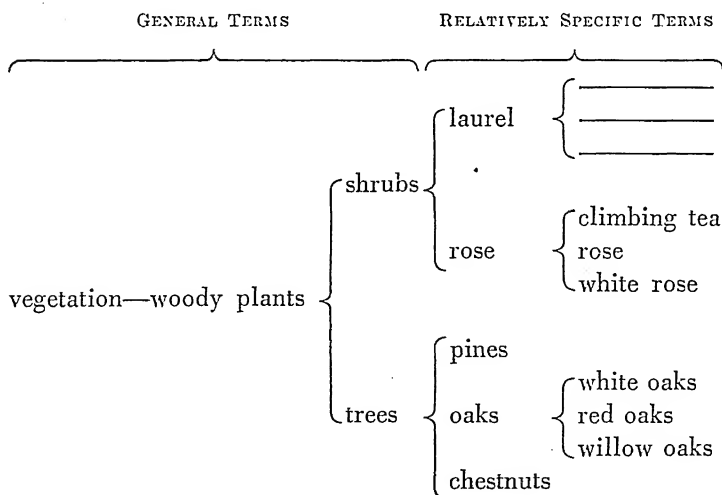 GENERAL TERMS
RELATIVELY SPECIFIC TERMS
laurel
shrubs
climbing tea
rose
rose
white rose
vegetation—woody plants
pines
white oaks
trees
oaks
red oaks
willow oaks
chestnuts